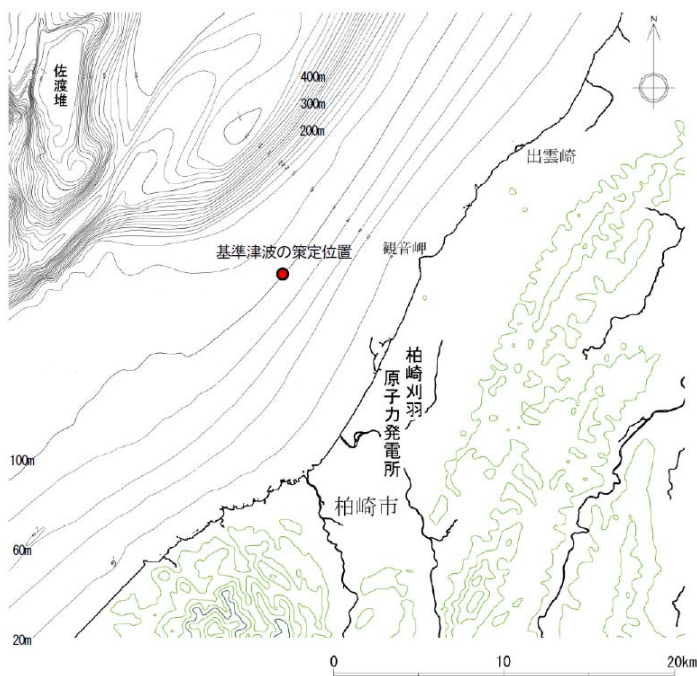 N
佐渡堆
400m
300m
200m
出雲崎
観音岬
基準津波の策定位置
柏崎刈羽
原子力発電所
100m
柏崎市
60m
20m
0 10 20km